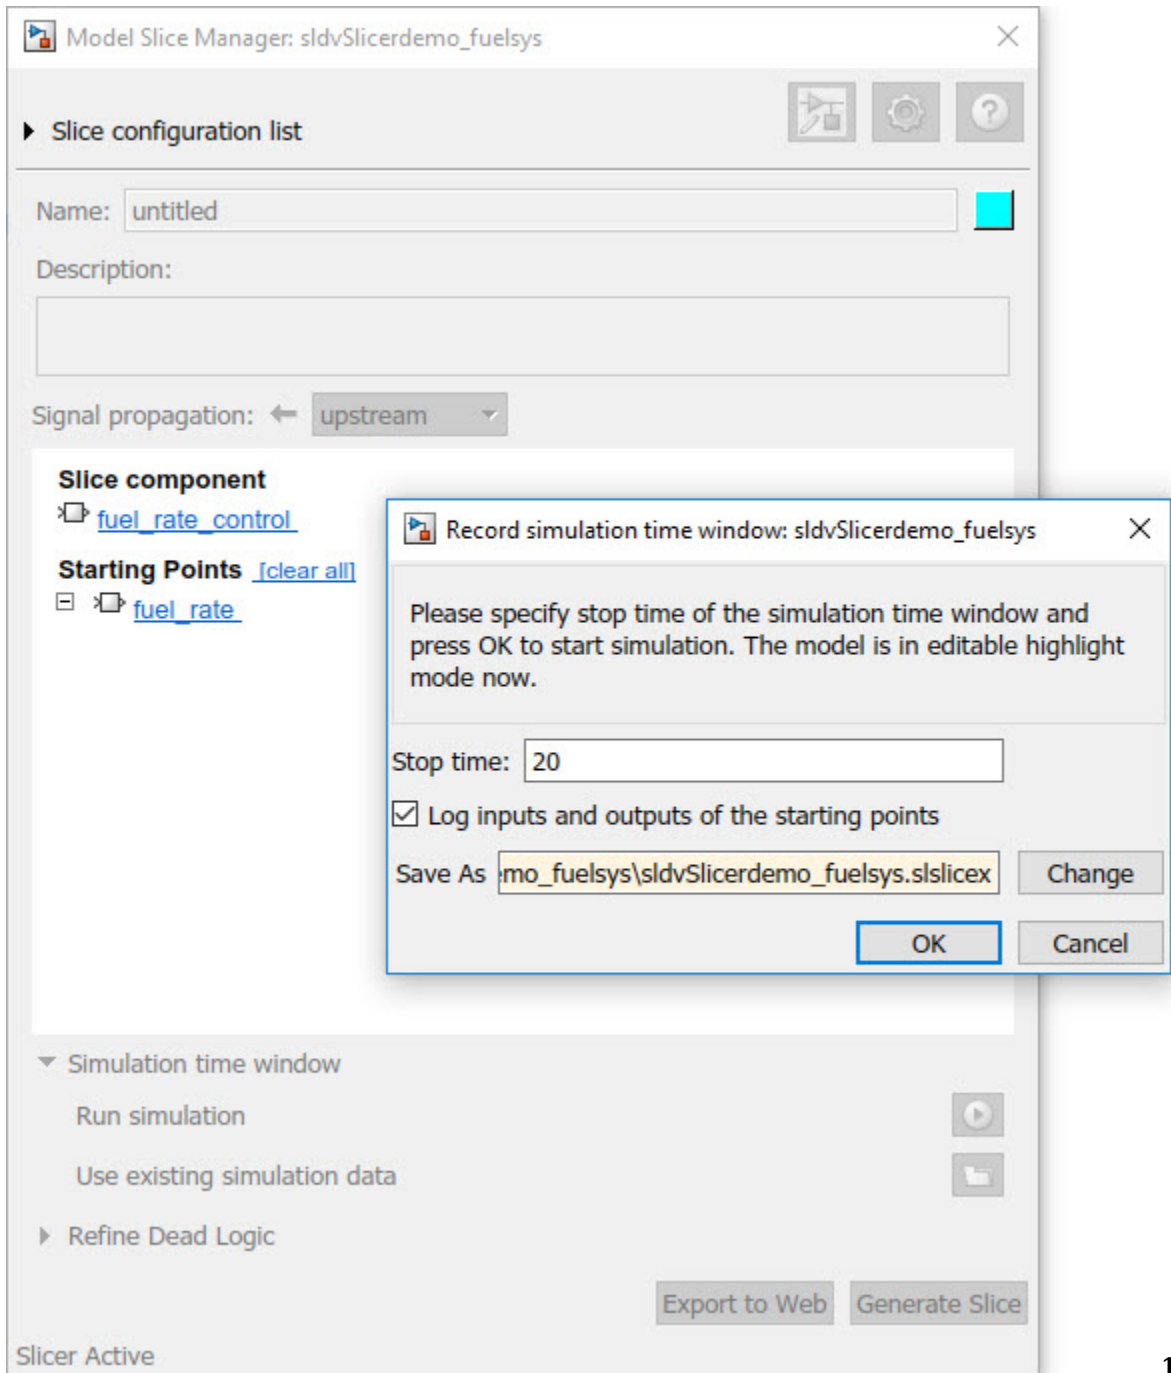 Model Slice Manager: sldvSlicerdemo_fuelsys
Slice configuration list
Name: untitled
Description:
Signal propagation: upstream
Slice component
fuel_rate_control
Starting Points [clear all]
fuel_rate
Record simulation time window: sldvSlicerdemo_fuelsys
Please specify stop time of the simulation time window and
press OK to start simulation. The model is in editable highlight
mode now.
Stop time: 20
Log inputs and outputs of the starting points
Save As emo_fuelsys\sldvSlicerdemo_fuelsys.slslicex Change
OK Cancel
Simulation time window
Run simulation
Use existing simulation data
Refine Dead Logic
Export to Web Generate Slice
Slicer Active
1